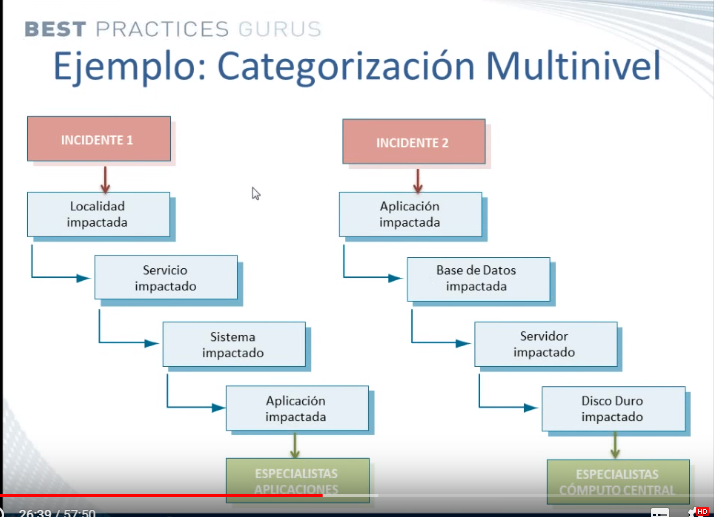 BEST PRACTICES GURUS
Ejemplo: Categorización Multinivel
INCIDENTE 1
Localidad
impactada
Servicio
impactado
Sistema
impactado
Aplicación
impactada
ESPECIALISTAS
APLICACIONES
INCIDENTE 2
Aplicación
impactada
Base de Datos
impactada
Servidor
impactado
Disco Duro
impactado
ESPECIALISTAS
CÓMPUTO CENTRAL
26:39 / 57:50
HD